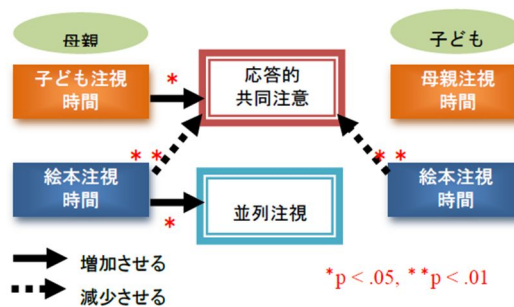 母親
子ども
子ども注視
時間
*
応答的
共同注意
母親注視
時間
絵本注視
時間
**
*
並列注視
**
絵本注視
時間
増加させる
減少させる
*p < .05, **p < .01